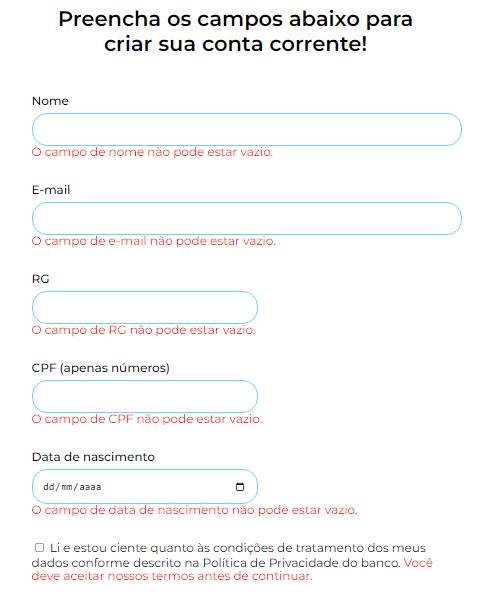 Preencha os campos abaixo para
criar sua conta corrente!
Nome
O campo de nome não pode estar vazio.
E-mail
O campo de e-mail não pode estar vazio.
RG
O campo de RG não pode estar vazio.
CPF (apenas números)
O campo de CPF não pode estar vazio.
Data de nascimento
dd/mm/aaaa
O campo de data de nascimento não pode estar vazio.
Li e estou ciente quanto às condições de tratamento dos meus
dados conforme descrito na Política de Privacidade do banco. Você
deve aceitar nossos termos antes de continuar.